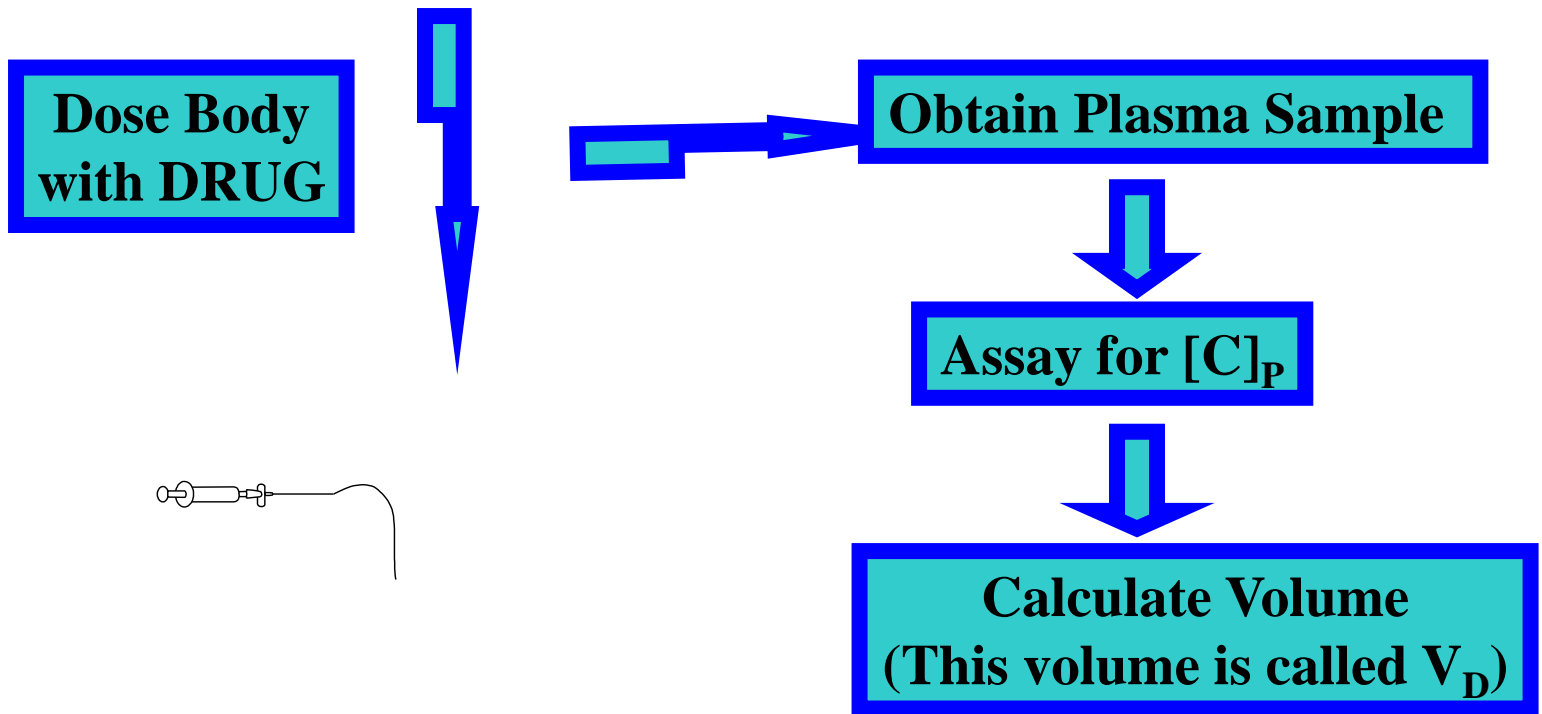 Dose Body
with DRUG
Obtain Plasma Sample
Assay for [C]P
Calculate Volume
(This volume is called VD)